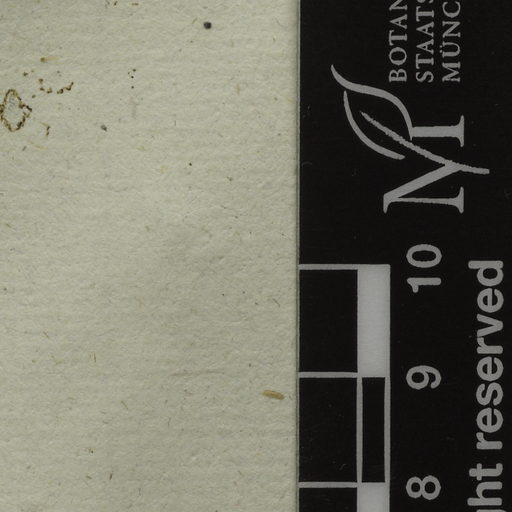 BOTAN
STAATS
MÜNC
M
10
9
8
ght reserved